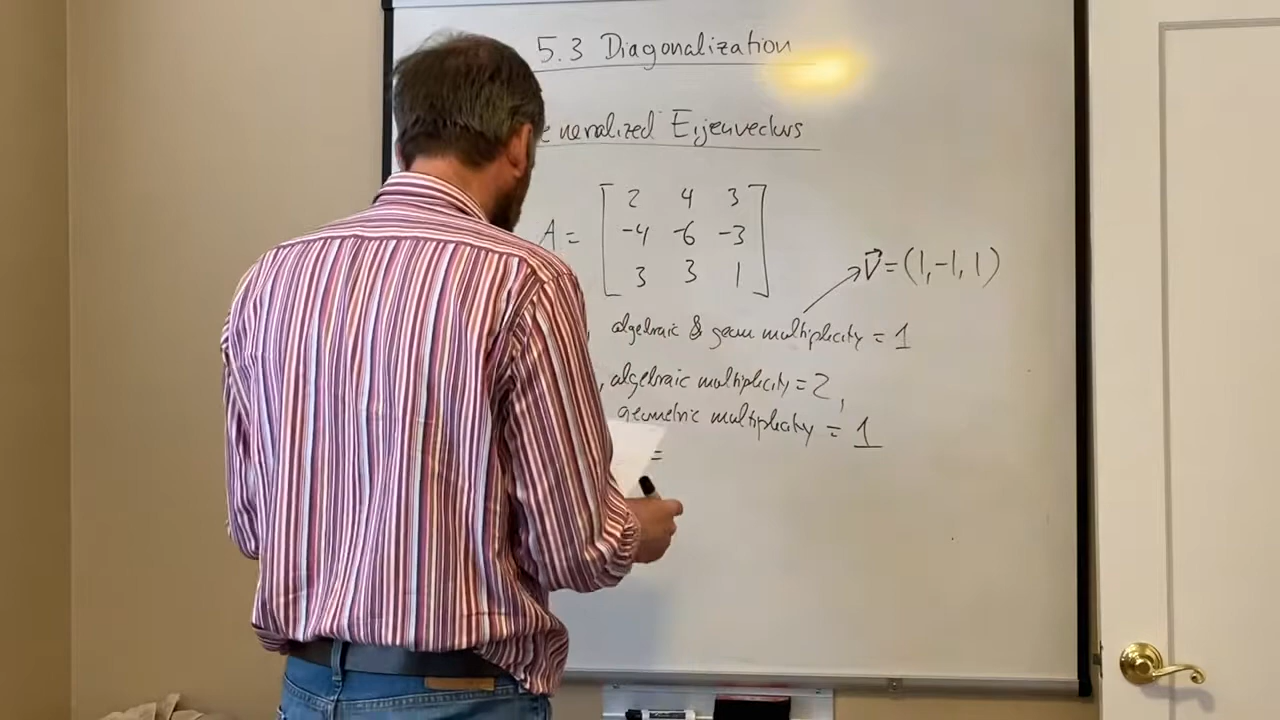 5.3 Diagonalization
eneralized Eigenvectors
A = [ 2 4 3
-4 -6 -3
3 3 1 ]
V⃗ = (1, -1, 1)
, algebraic & geom multiplicity = 1
, algebraic multiplicity = 2,
geometric multiplicity = 1
=